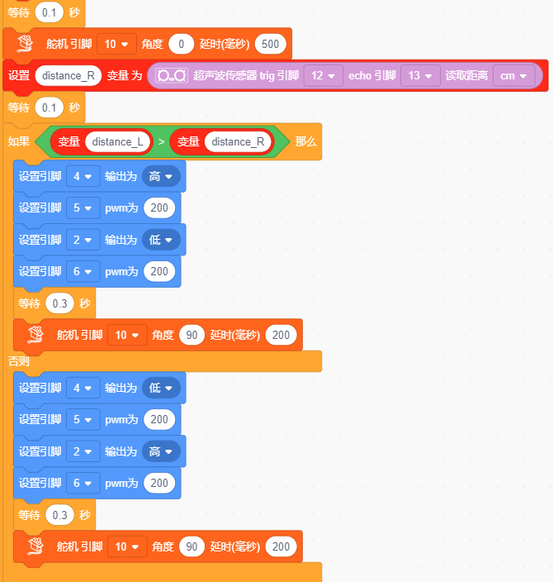 等待 0.1 秒
舵机 引脚 10 角度 0 延时(毫秒) 500
设置 distance_R 变量 为 超声波传感器 trig 引脚 12 echo 引脚 13 读取距离 cm
等待 0.1 秒
如果 变量 distance_L > 变量 distance_R 那么
设置引脚 4 输出为 高
设置引脚 5 pwm为 200
设置引脚 2 输出为 低
设置引脚 6 pwm为 200
等待 0.3 秒
舵机 引脚 10 角度 90 延时(毫秒) 200
否则
设置引脚 4 输出为 低
设置引脚 5 pwm为 200
设置引脚 2 输出为 高
设置引脚 6 pwm为 200
等待 0.3 秒
舵机 引脚 10 角度 90 延时(毫秒) 200